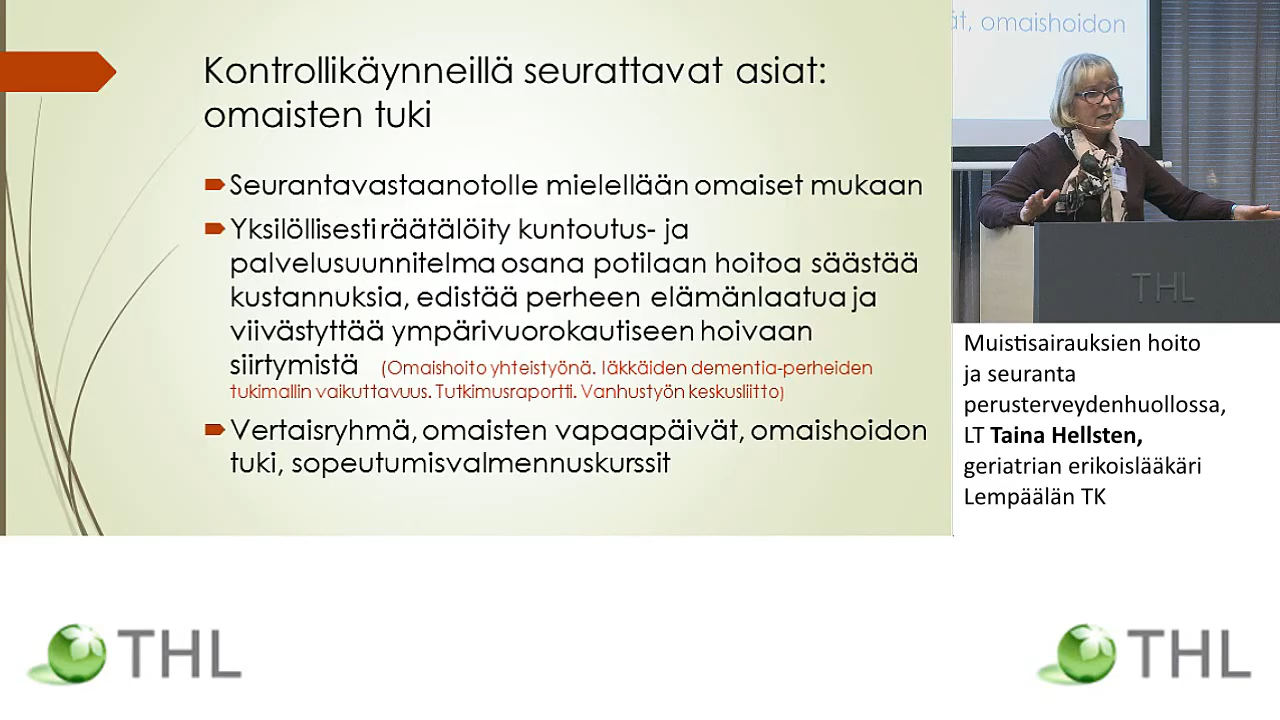 Kontrollikäynneillä seurattavat asiat:
omaisten tuki
Seurantavastaanotolle mielellään omaiset mukaan
Yksilöllisesti räätälöity kuntoutus- ja
palvelusuunnitelma osana potilaan hoitoa säästää
kustannuksia, edistää perheen elämänlaatua ja
viivästyttää ympärivuorokautiseen hoivaan
siirtymistä (Omaishoito yhteistyönä. Iäkkäiden dementia-perheiden
tukimallin vaikuttavuus. Tutkimusraportti. Vanhustyön keskusliitto)
Vertaisryhmä, omaisten vapaapäivät, omaishoidon
tuki, sopeutumisvalmennuskurssit
ät, omaishoidon
THL
Muistisairauksien hoito
ja seuranta
perusterveydenhuollossa,
LT Taina Hellsten,
geriatrian erikoislääkäri
Lempäälän TK
THL
THL